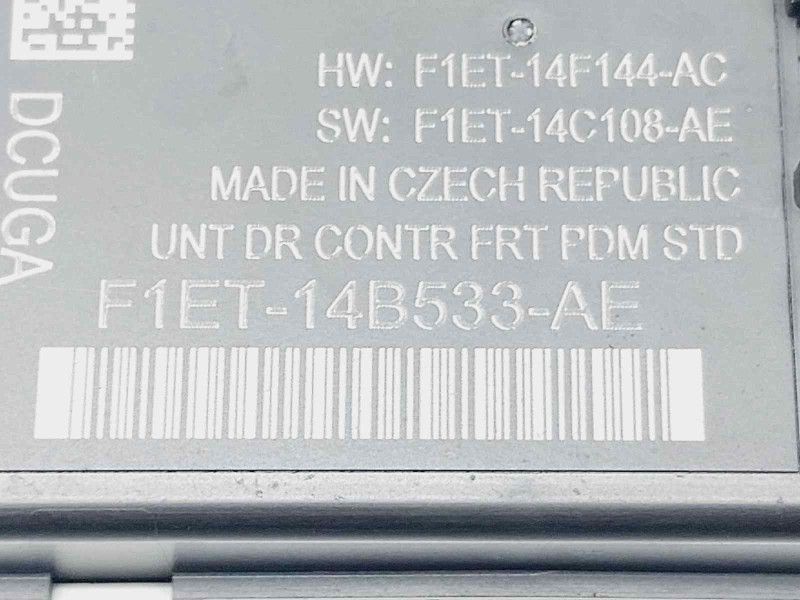 HW: F1ET-14F144-AC
SW: F1ET-14C108-AE
MADE IN CZECH REPUBLIC
UNT DR CONTR FRT PDM STD
F1ET-14B533-AE
DCUGA